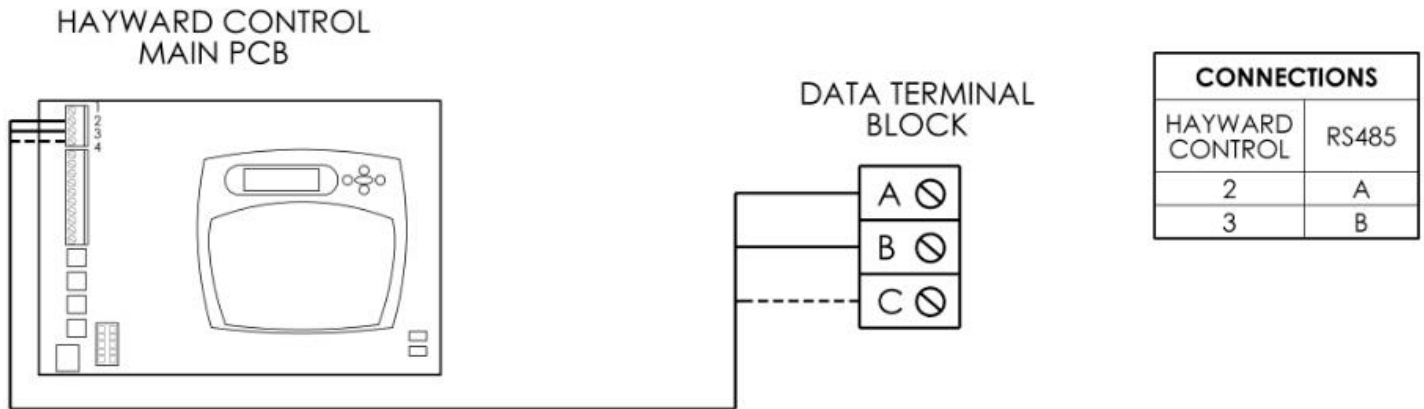 HAYWARD CONTROL
MAIN PCB
1
2
3
4
DATA TERMINAL
BLOCK
A
B
C
CONNECTIONS
HAYWARD CONTROL RS485
2 A
3 B